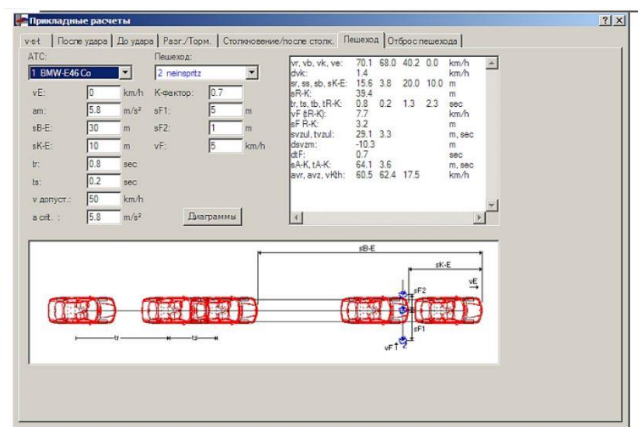 Прикладные расчеты
v-s-t После удара До удара Разг./Торм. Столкновение/после столк. Пешеход Отброс пешехода
АТС: Пешеход:
1 BMW-E46 Co 2 neinspritz
vE: 0 km/h К-Фактор: 0.7
am: 5.8 m/s² sF1: 5 m
sB-E: 30 m sF2: 1 m
sK-E: 10 m vF: 5 km/h
tr: 0.8 sec
ts: 0.2 sec
v допуст.: 50 km/h
a crit. : 5.8 m/s² Диаграммы
vr, vb, vk, ve: 70.1 68.0 40.2 0.0 km/h
dvk: 1.4 km/h
sr, ss, sb, sK-E: 15.6 3.8 20.0 10.0 m
sR-K: 39.4 m
tr, ts, tb, tR-K: 0.8 0.2 1.3 2.3 sec
vF (tR-K): 7.7 km/h
sF R-K: 3.2 m
svzul, tvzul: 29.1 3.3 m, sec
dsvzm: -10.3 m
dtF: 0.7 sec
sA-K, tA-K: 64.1 3.6 m, sec
avr, avz, vKth: 60.5 62.4 17.5 km/h
sB-E
sK-E
vE
sF2
sF1
tr ts
vF